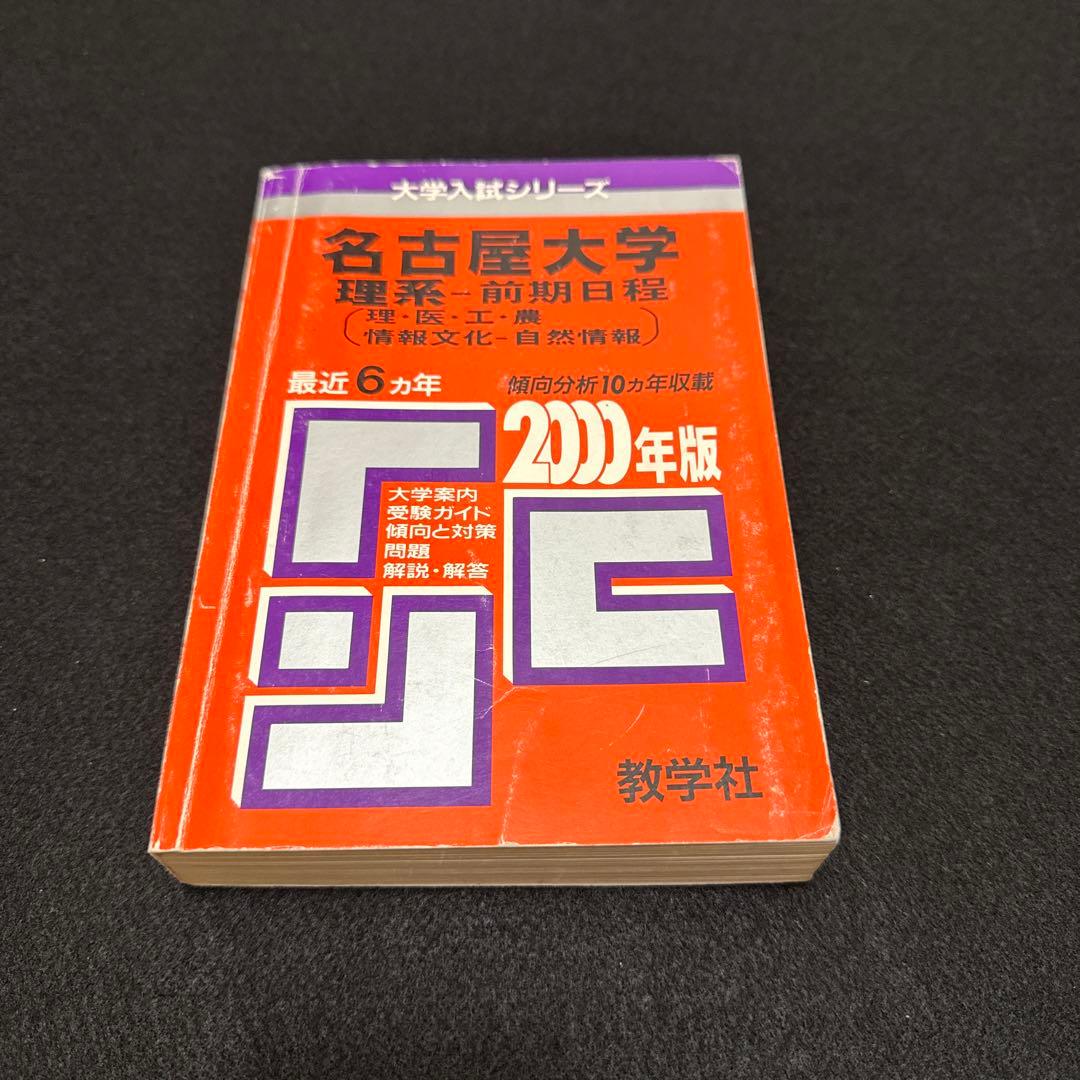 大学入試シリーズ
名古屋大学
理系-前期日程
(理・医・工・農
情報文化-自然情報)
最近6ヵ年
傾向分析10ヵ年収載
2000年版
大学案内
受験ガイド
傾向と対策
問題
解説・解答
教学社